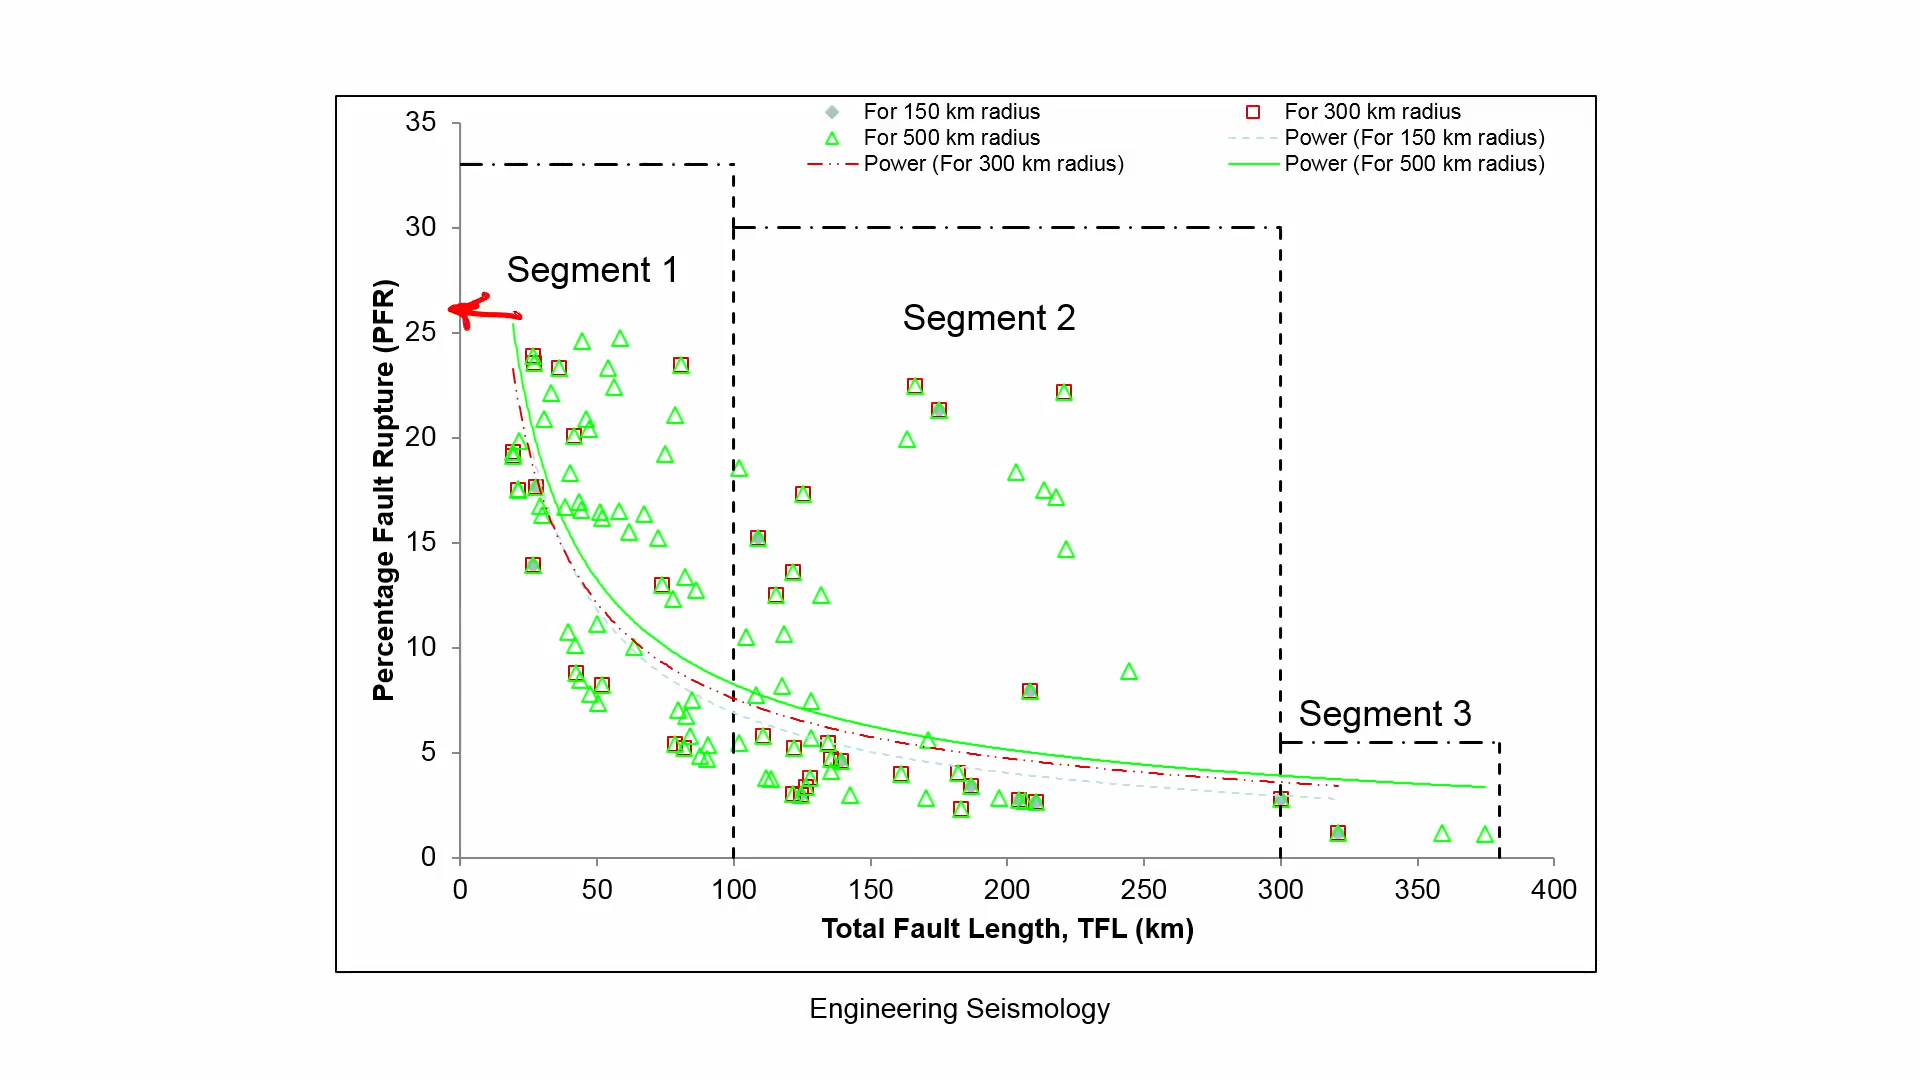 For 150 km radius
For 300 km radius
For 500 km radius
Power (For 150 km radius)
Power (For 300 km radius)
Power (For 500 km radius)
35
30
25
20
15
10
5
0
Percentage Fault Rupture (PFR)
Segment 1
Segment 2
Segment 3
0 50 100 150 200 250 300 350 400
Total Fault Length, TFL (km)
Engineering Seismology